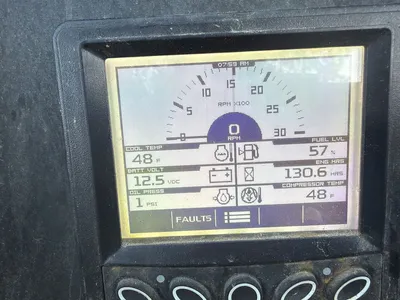 07:59 AM
15
10 20
RPM X100
5 25
0 30
0
RPM
COOL TEMP FUEL LVL
48 F 57 %
BATT VOLT ENG HRS
12.5 VDC 130.6 HRS
OIL PRESS COMPRESSOR TEMP
1 PSI 48 F
FAULTS